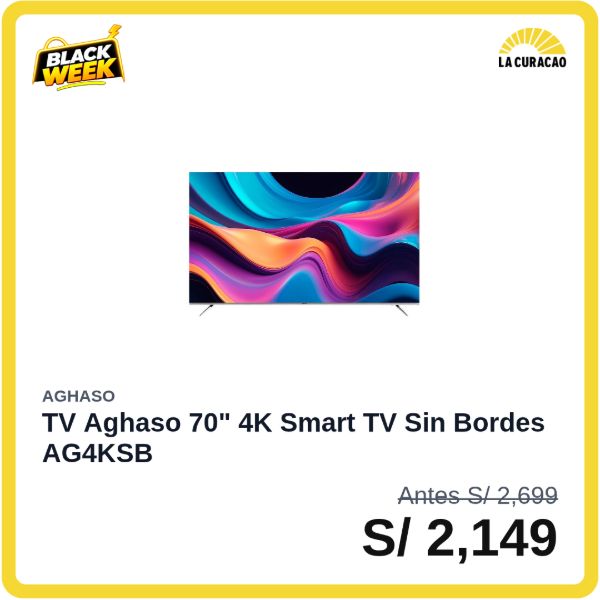 BLACK
WEEK
LA CURACAO
AGHASO
TV Aghaso 70" 4K Smart TV Sin Bordes
AG4KSB
Antes S/ 2,699
S/ 2,149